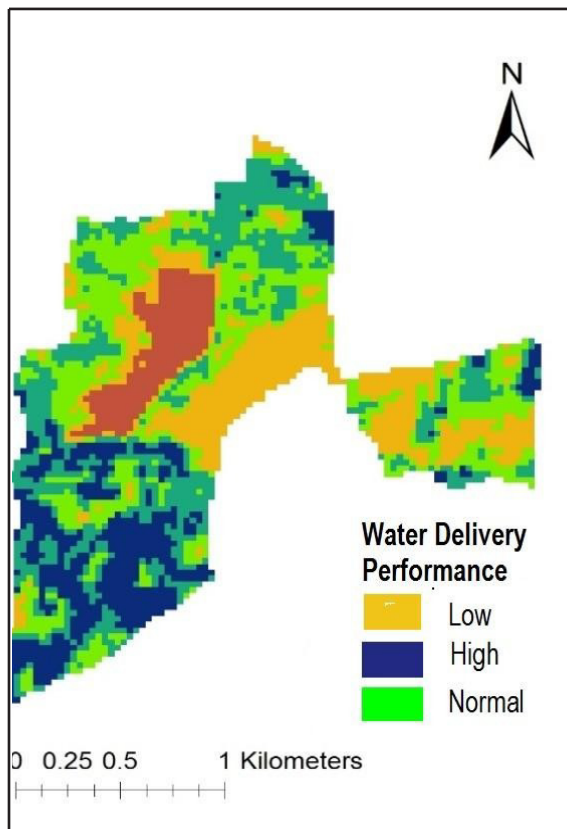 N
Water Delivery
Performance
Low
High
Normal
0 0.25 0.5 1 Kilometers